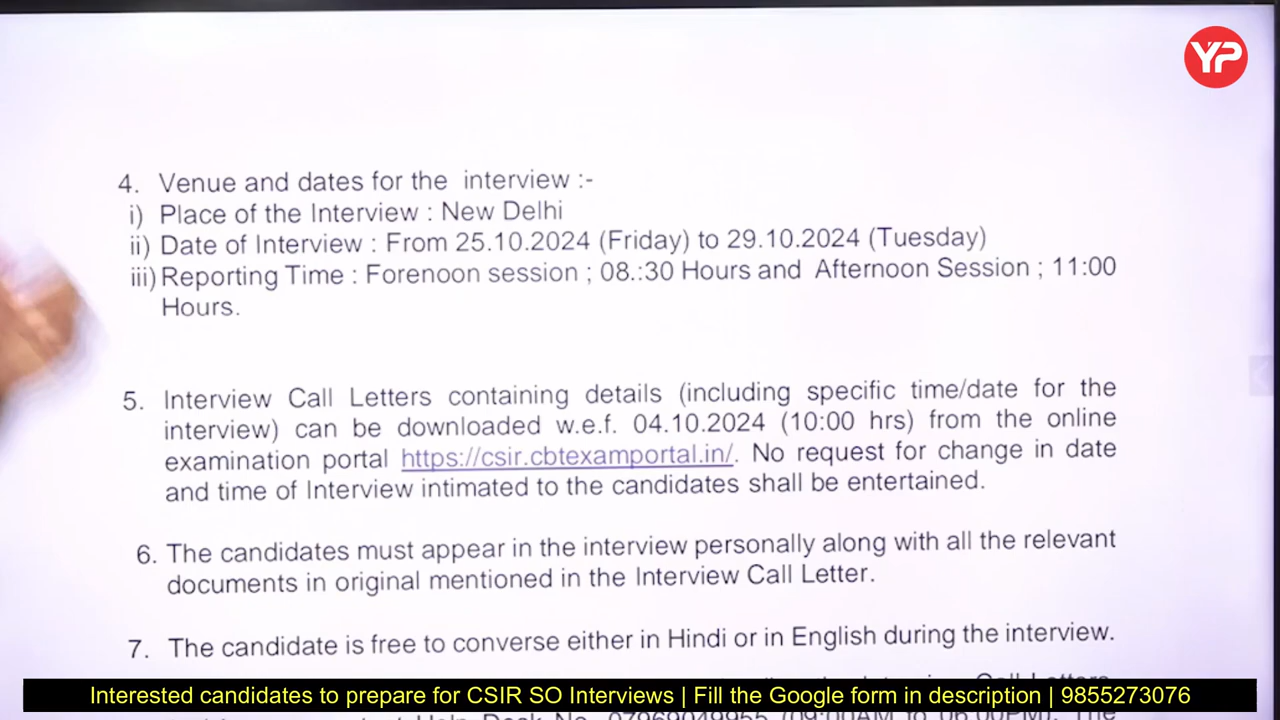 YP
4. Venue and dates for the interview :-
i) Place of the Interview : New Delhi
ii) Date of Interview : From 25.10.2024 (Friday) to 29.10.2024 (Tuesday)
iii) Reporting Time : Forenoon session ; 08.:30 Hours and Afternoon Session ; 11:00
Hours.
5. Interview Call Letters containing details (including specific time/date for the
interview) can be downloaded w.e.f. 04.10.2024 (10:00 hrs) from the online
examination portal https://csir.cbtexamportal.in/. No request for change in date
and time of Interview intimated to the candidates shall be entertained.
6. The candidates must appear in the interview personally along with all the relevant
documents in original mentioned in the Interview Call Letter.
7. The candidate is free to converse either in Hindi or in English during the interview.
Interested candidates to prepare for CSIR SO Interviews | Fill the Google form in description | 9855273076